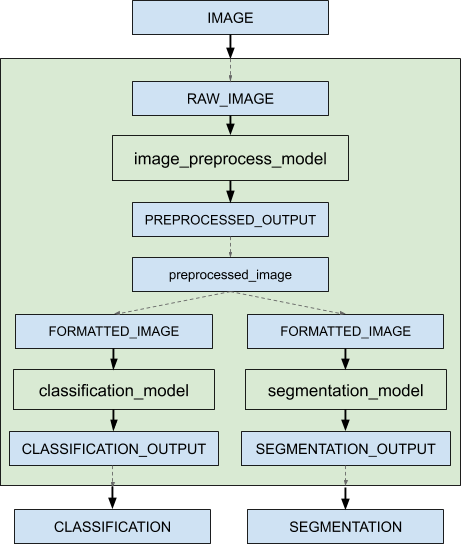 IMAGE
RAW_IMAGE
image_preprocess_model
PREPROCESSED_OUTPUT
preprocessed_image
FORMATTED_IMAGE
FORMATTED_IMAGE
classification_model
segmentation_model
CLASSIFICATION_OUTPUT
SEGMENTATION_OUTPUT
CLASSIFICATION
SEGMENTATION